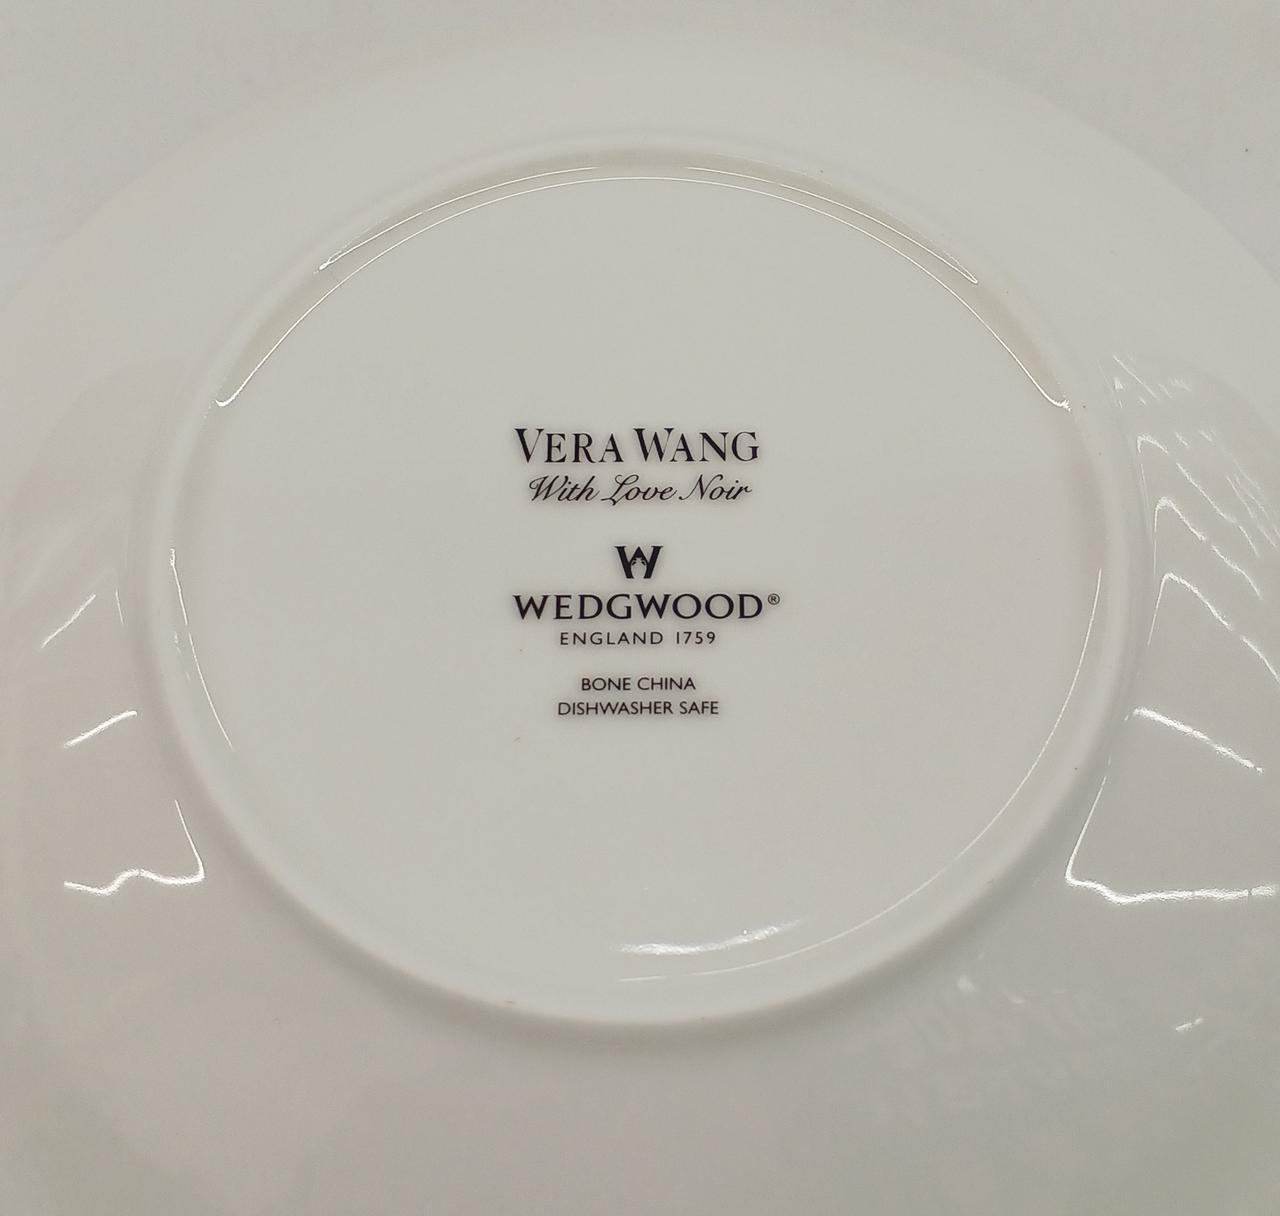 VERA WANG
With Love Noir
W
WEDGWOOD®
ENGLAND 1759
BONE CHINA
DISHWASHER SAFE